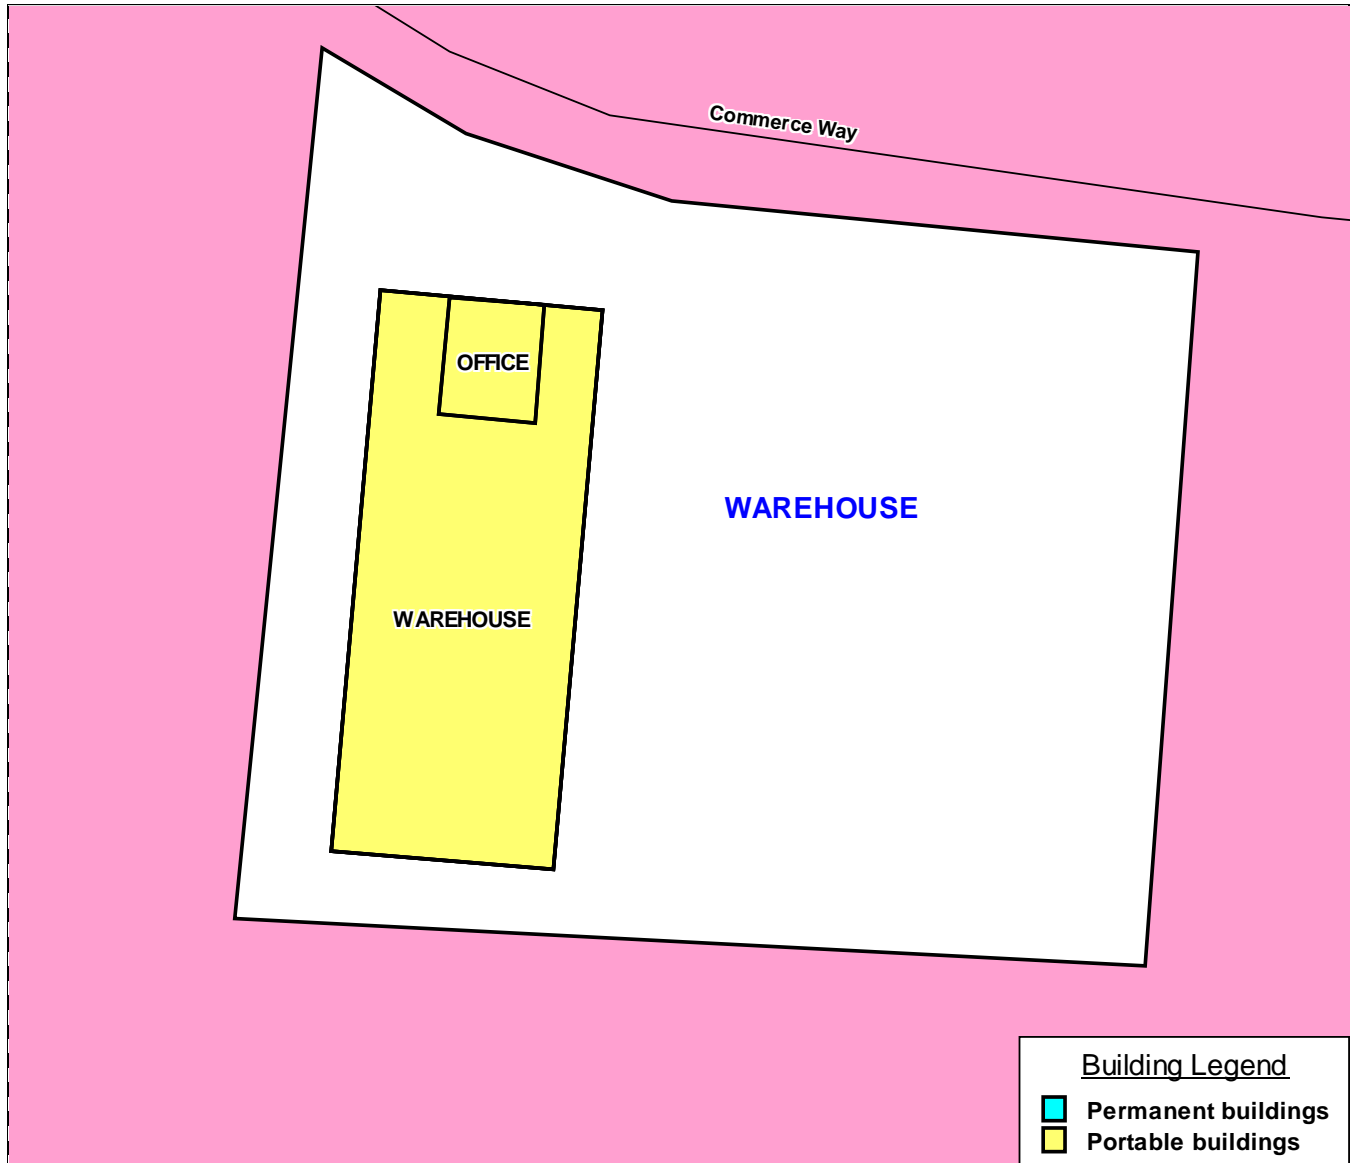 Commerce Way
OFFICE
WAREHOUSE
WAREHOUSE
Building Legend
Permanent buildings
Portable buildings